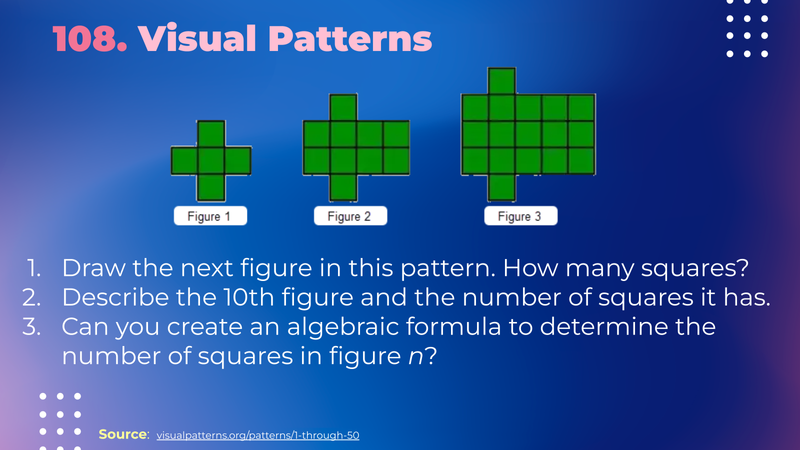 108. Visual Patterns
Figure 1
Figure 2
Figure 3
1. Draw the next figure in this pattern. How many squares?
2. Describe the 10th figure and the number of squares it has.
3. Can you create an algebraic formula to determine the
number of squares in figure n?
Source: visualpatterns.org/patterns/1-through-50